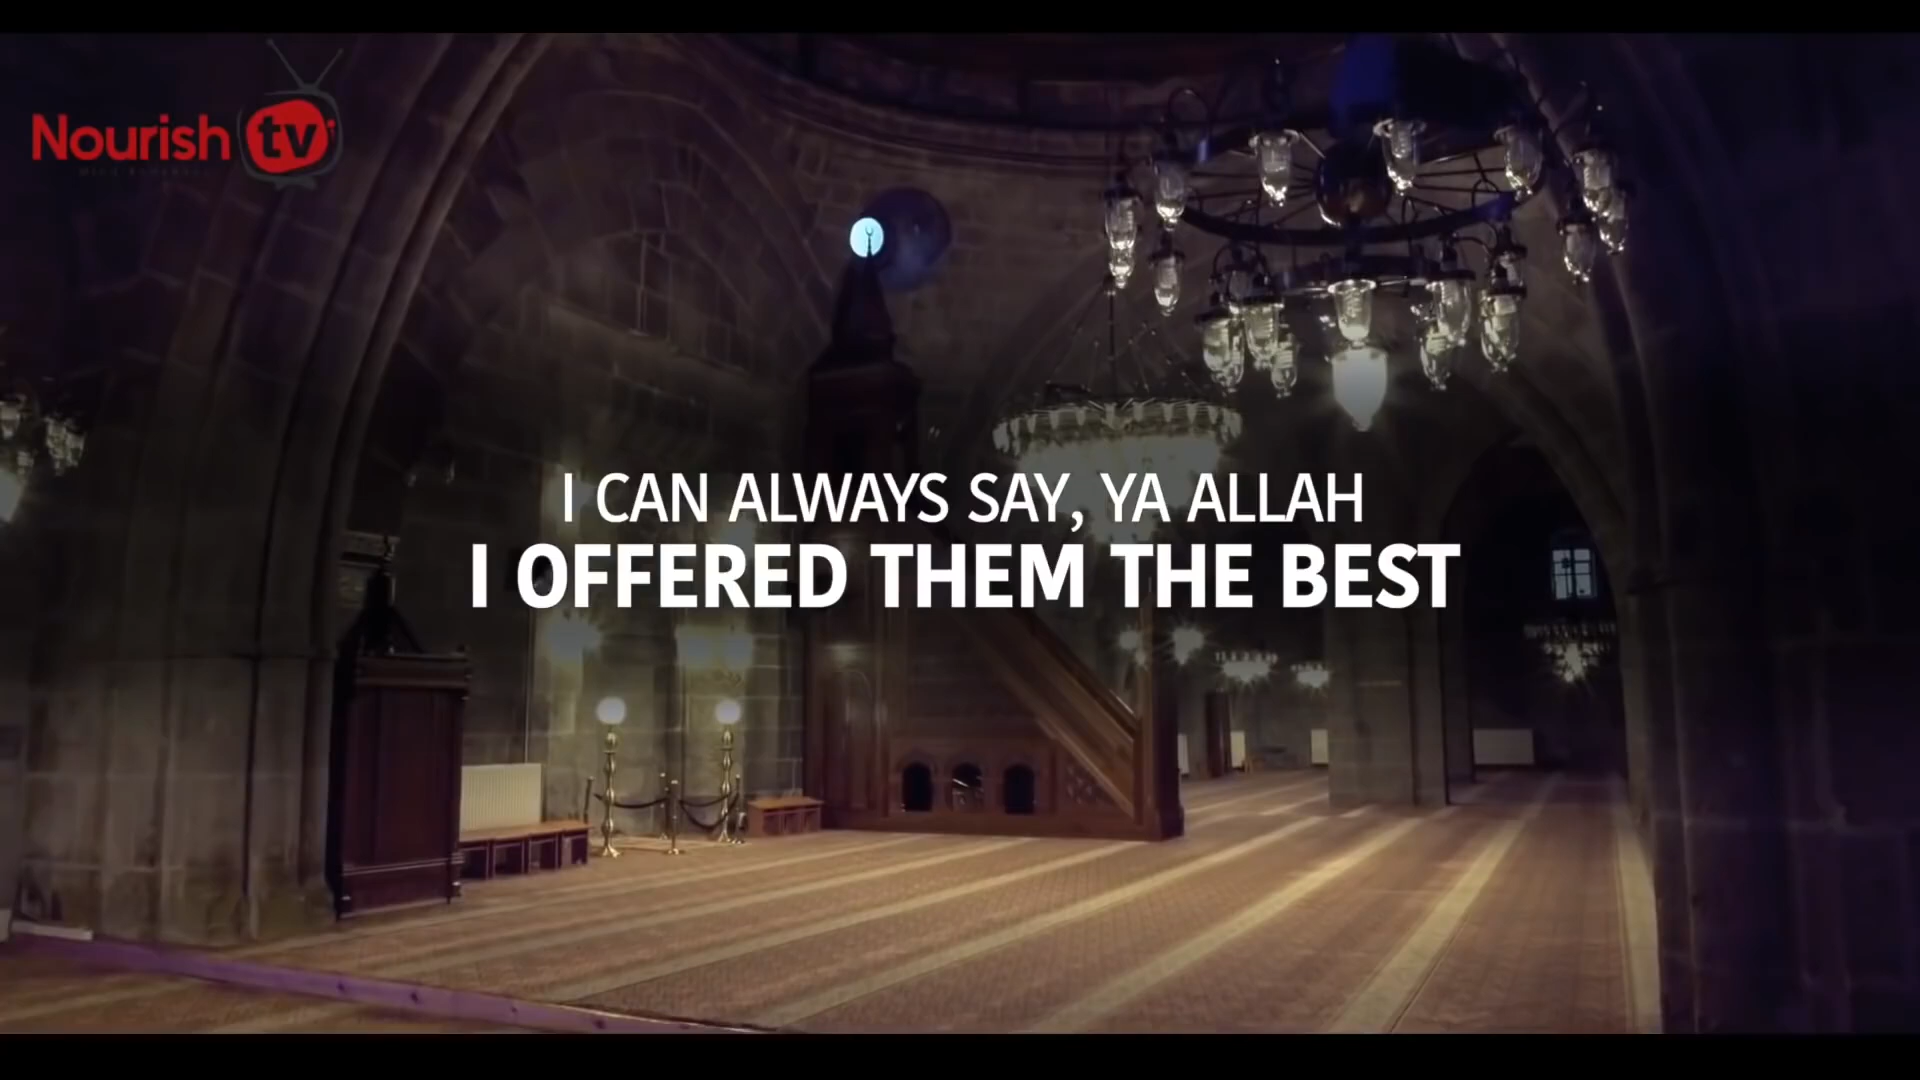 Nourish tv
I CAN ALWAYS SAY, YA ALLAH
I OFFERED THEM THE BEST